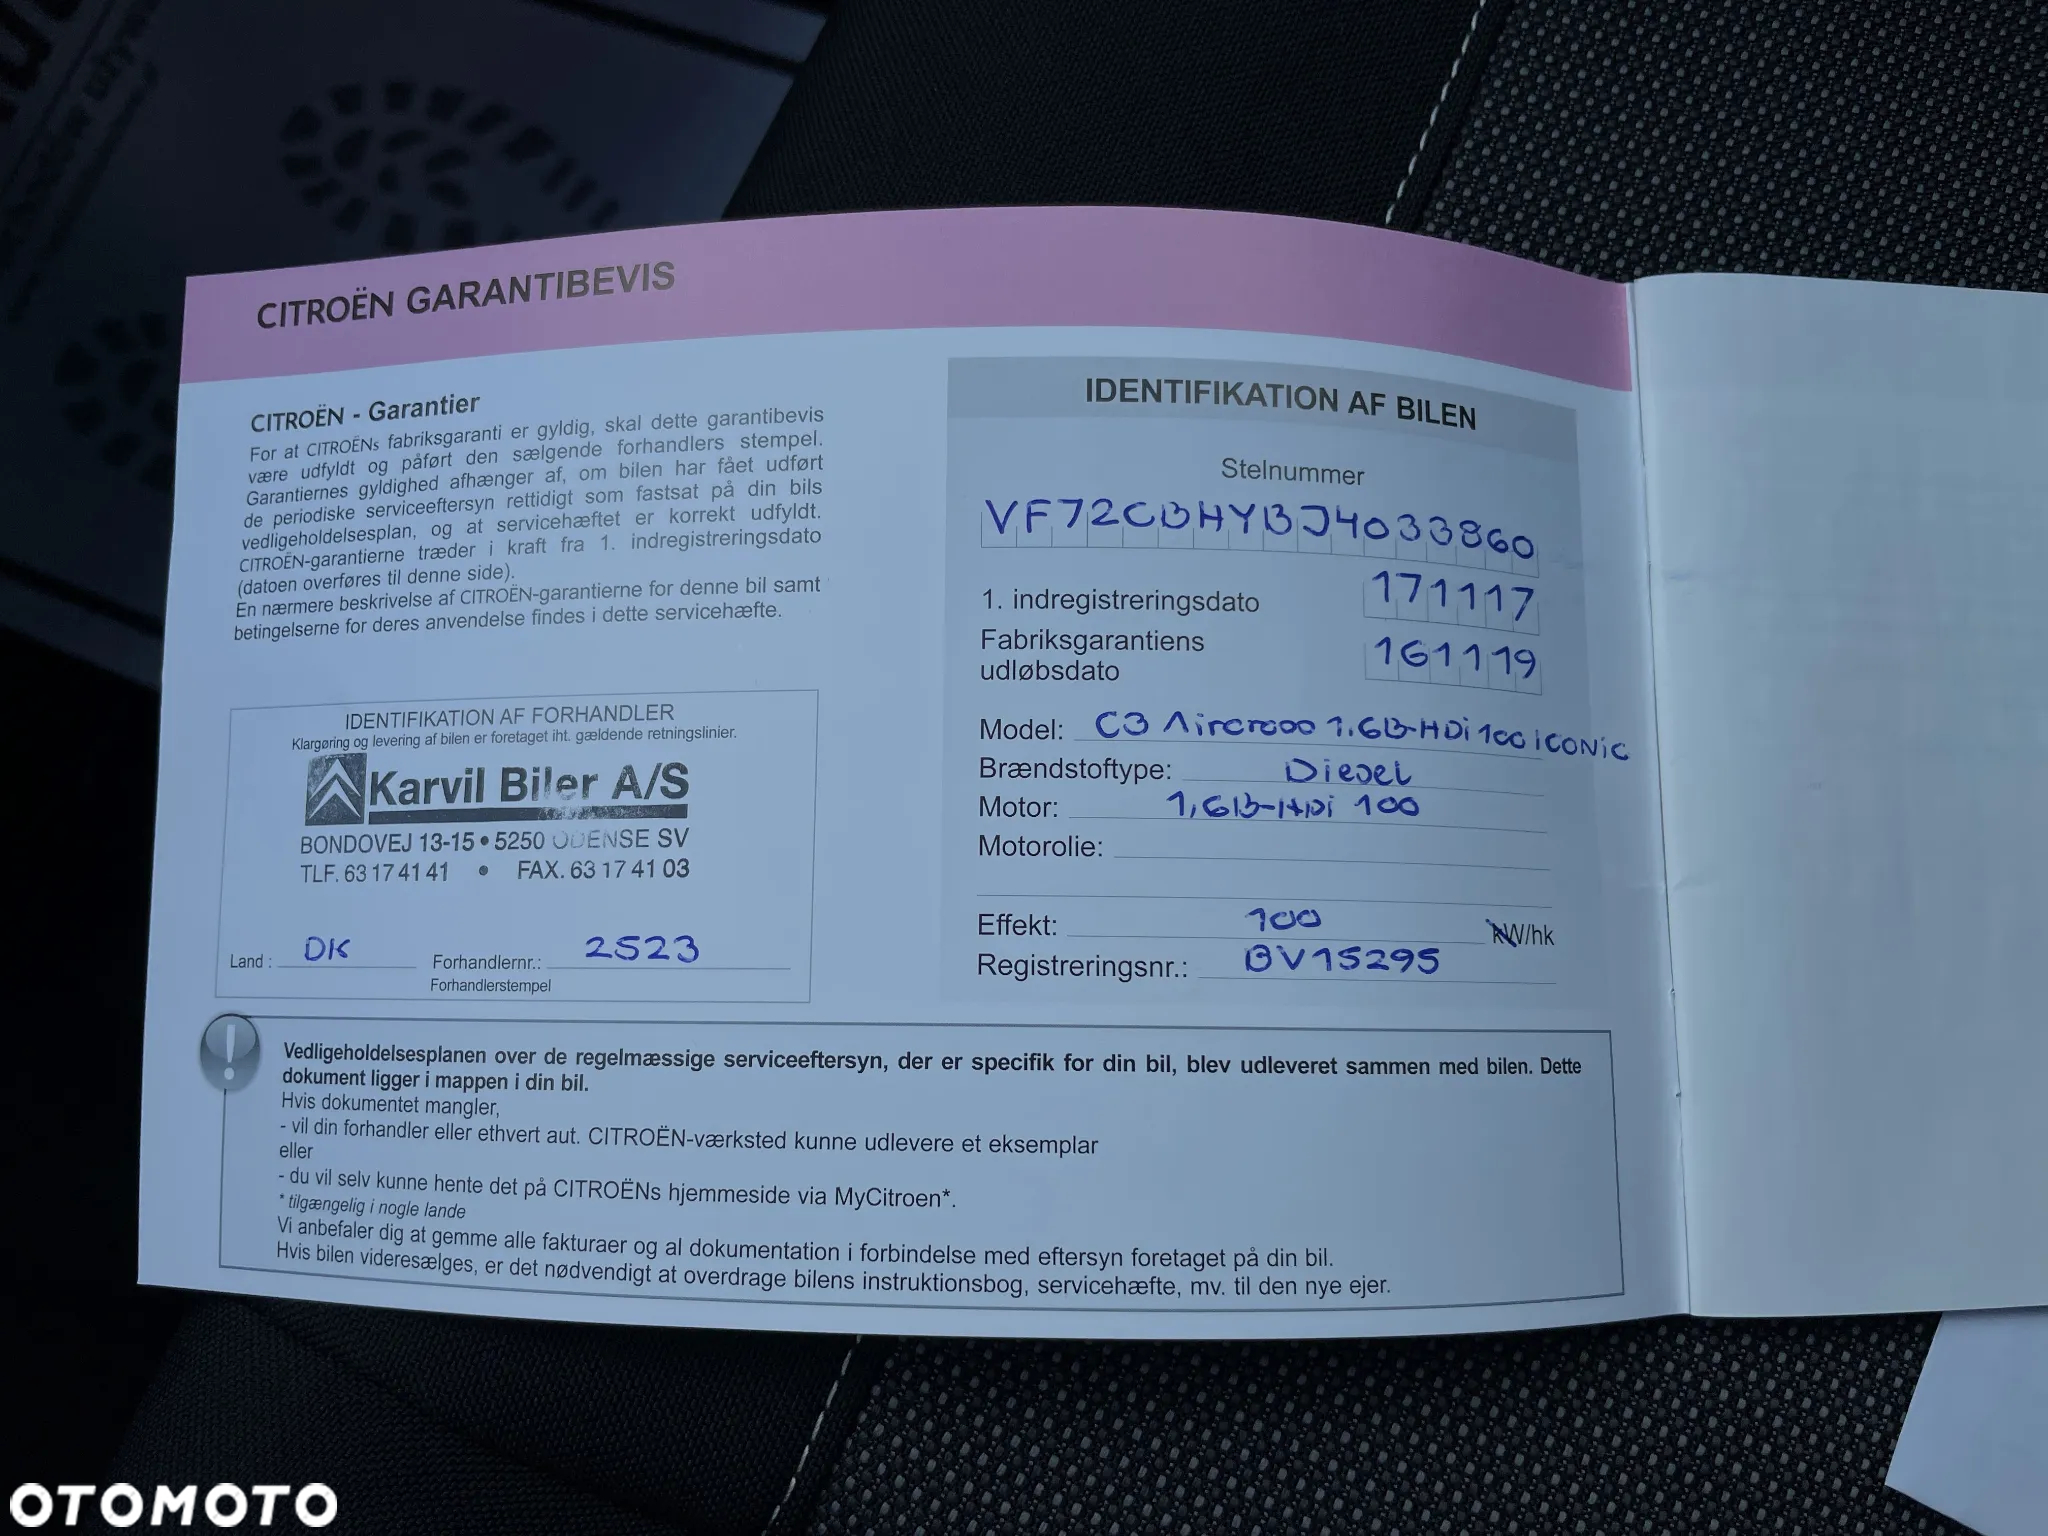 CITROËN GARANTIBEVIS
CITROËN - Garantier
For at CITROËNs fabriksgaranti er gyldig, skal dette garantibevis
være udfyldt og påført den sælgende forhandlers stempel.
Garantiernes gyldighed afhænger af, om bilen har fået udført
de periodiske serviceeftersyn rettidigt som fastsat på din bils
vedligeholdelsesplan, og at servicehæftet er korrekt udfyldt.
CITROËN-garantierne træder i kraft fra 1. indregistreringsdato
(datoen overføres til denne side).
En nærmere beskrivelse af CITROËN-garantierne for denne bil samt
betingelserne for deres anvendelse findes i dette servicehæfte.
IDENTIFIKATION AF FORHANDLER
Klargøring og levering af bilen er foretaget iht. gældende retningslinier.
Karvil Biler A/S
BONDOVEJ 13-15 • 5250 ODENSE SV
TLF. 63 17 41 41 • FAX. 63 17 41 03
Land : DK Forhandlernr.: 2523
Forhandlerstempel
IDENTIFIKATION AF BILEN
Stelnummer
VF72CBHYBJ4033860
1. indregistreringsdato 171117
Fabriksgarantiens
udløbsdato 161119
Model: C3 Aircross 1.6B-HDi 100 ICONIC
Brændstoftype: Diesel
Motor: 1,6B-HDi 100
Motorolie:
Effekt: 100 kW/hk
Registreringsnr.: BV15295
Vedligeholdelsesplanen over de regelmæssige serviceeftersyn, der er specifik for din bil, blev udleveret sammen med bilen. Dette
dokument ligger i mappen i din bil.
Hvis dokumentet mangler,
- vil din forhandler eller ethvert aut. CITROËN-værksted kunne udlevere et eksemplar
eller
- du vil selv kunne hente det på CITROËNs hjemmeside via MyCitroen*.
* tilgængelig i nogle lande
Vi anbefaler dig at gemme alle fakturaer og al dokumentation i forbindelse med eftersyn foretaget på din bil.
Hvis bilen videresælges, er det nødvendigt at overdrage bilens instruktionsbog, servicehæfte, mv. til den nye ejer.
OTOMOTO